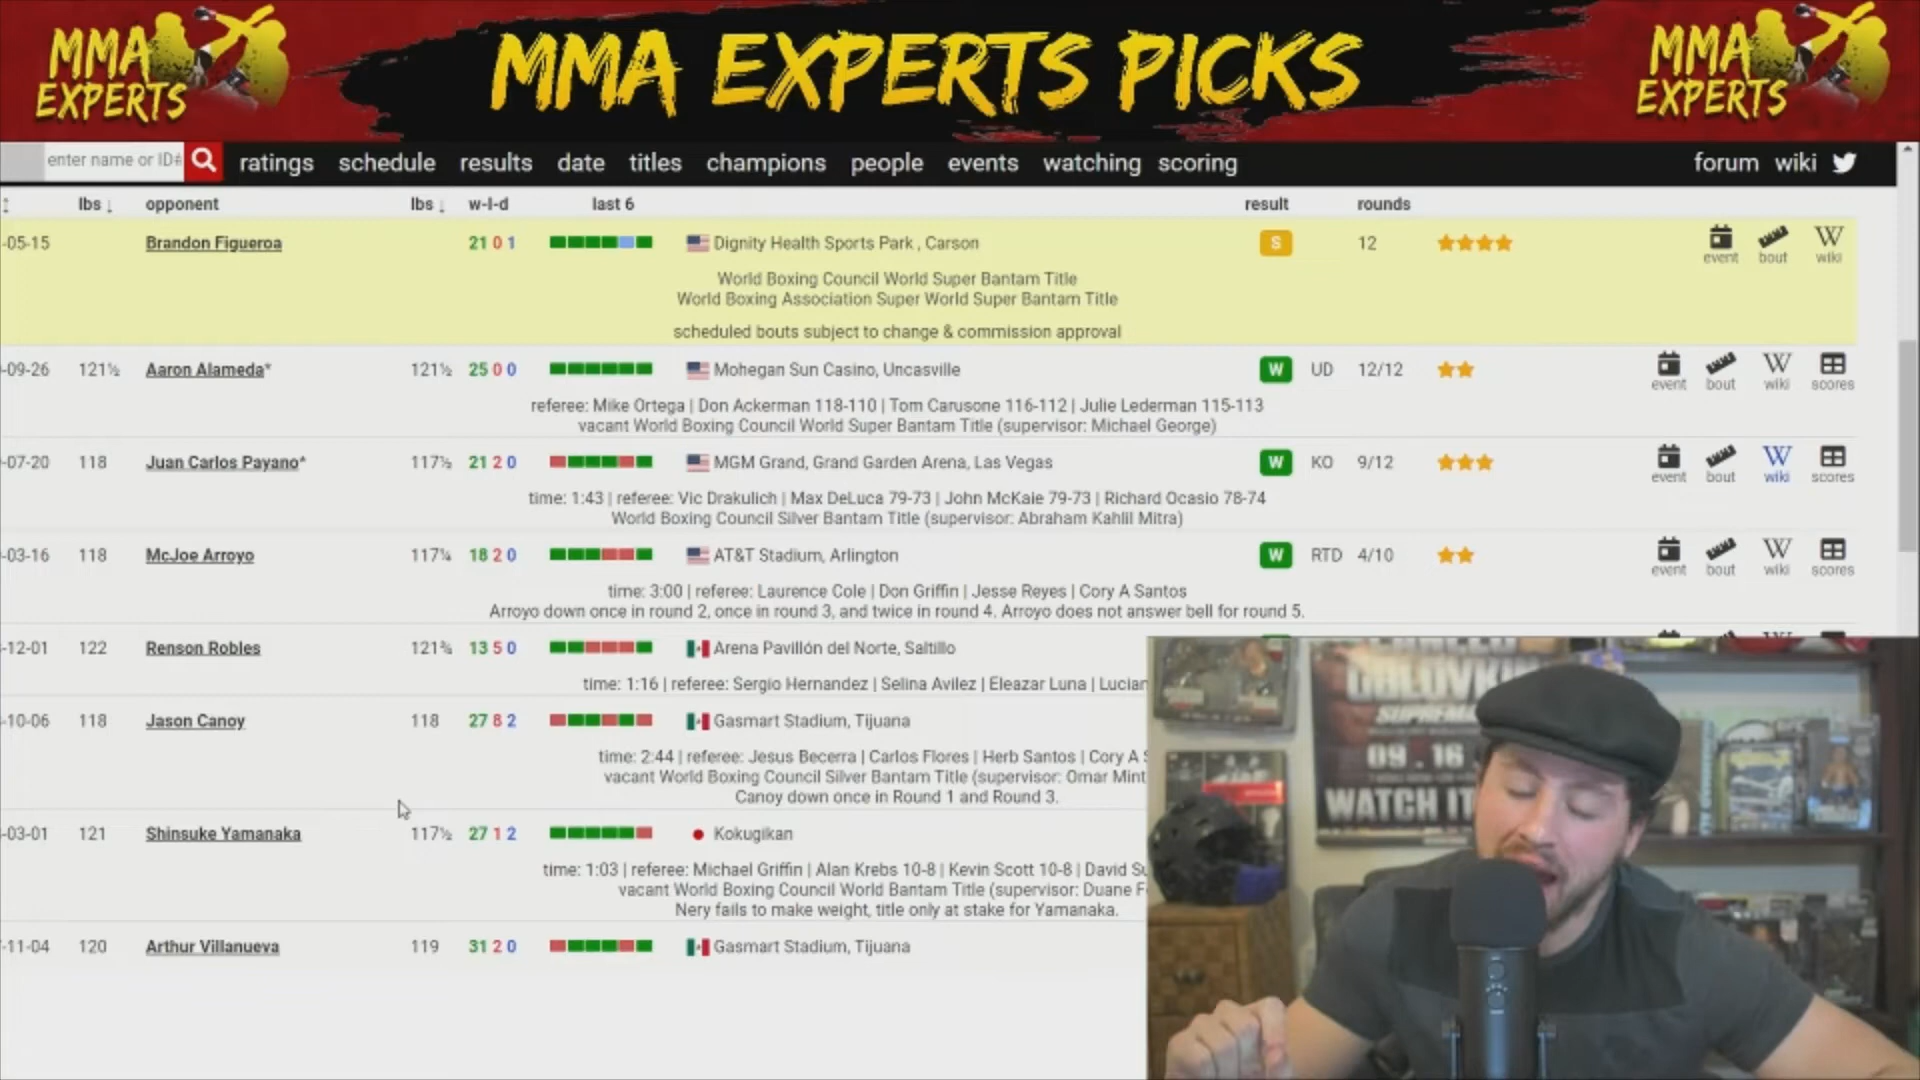 MMA
EXPERTS
MMA EXPERTS PICKS
MMA
EXPERTS
enter name or ID#
ratings schedule results date titles champions people events watching scoring
forum wiki
lbs opponent lbs w-l-d last 6 result rounds
-05-15 Brandon Figueroa 21 0 1 Dignity Health Sports Park , Carson S 12 event bout wiki
World Boxing Council World Super Bantam Title
World Boxing Association Super World Super Bantam Title
scheduled bouts subject to change & commission approval
-09-26 121½ Aaron Alameda* 121½ 25 0 0 Mohegan Sun Casino, Uncasville W UD 12/12 event bout wiki scores
referee: Mike Ortega | Don Ackerman 118-110 | Tom Carusone 116-112 | Julie Lederman 115-113
vacant World Boxing Council World Super Bantam Title (supervisor: Michael George)
-07-20 118 Juan Carlos Payano* 117½ 21 2 0 MGM Grand, Grand Garden Arena, Las Vegas W KO 9/12 event bout wiki scores
time: 1:43 | referee: Vic Drakulich | Max DeLuca 79-73 | John McKaie 79-73 | Richard Ocasio 78-74
World Boxing Council Silver Bantam Title (supervisor: Abraham Kahlil Mitra)
-03-16 118 McJoe Arroyo 117¼ 18 2 0 AT&T Stadium, Arlington W RTD 4/10 event bout wiki scores
time: 3:00 | referee: Laurence Cole | Don Griffin | Jesse Reyes | Cory A Santos
Arroyo down once in round 2, once in round 3, and twice in round 4. Arroyo does not answer bell for round 5.
-12-01 122 Renson Robles 121¾ 13 5 0 Arena Pavillón del Norte, Saltillo
time: 1:16 | referee: Sergio Hernandez | Selina Avilez | Eleazar Luna | Lucian
-10-06 118 Jason Canoy 118 27 8 2 Gasmart Stadium, Tijuana
time: 2:44 | referee: Jesus Becerra | Carlos Flores | Herb Santos | Cory A S
vacant World Boxing Council Silver Bantam Title (supervisor: Omar Mint
Canoy down once in Round 1 and Round 3.
-03-01 121 Shinsuke Yamanaka 117½ 27 1 2 Kokugikan
time: 1:03 | referee: Michael Griffin | Alan Krebs 10-8 | Kevin Scott 10-8 | David Su
vacant World Boxing Council World Bantam Title (supervisor: Duane F
Nery fails to make weight, title only at stake for Yamanaka.
-11-04 120 Arthur Villanueva 119 31 2 0 Gasmart Stadium, Tijuana
SUPREMA
09.16
WATCH IT